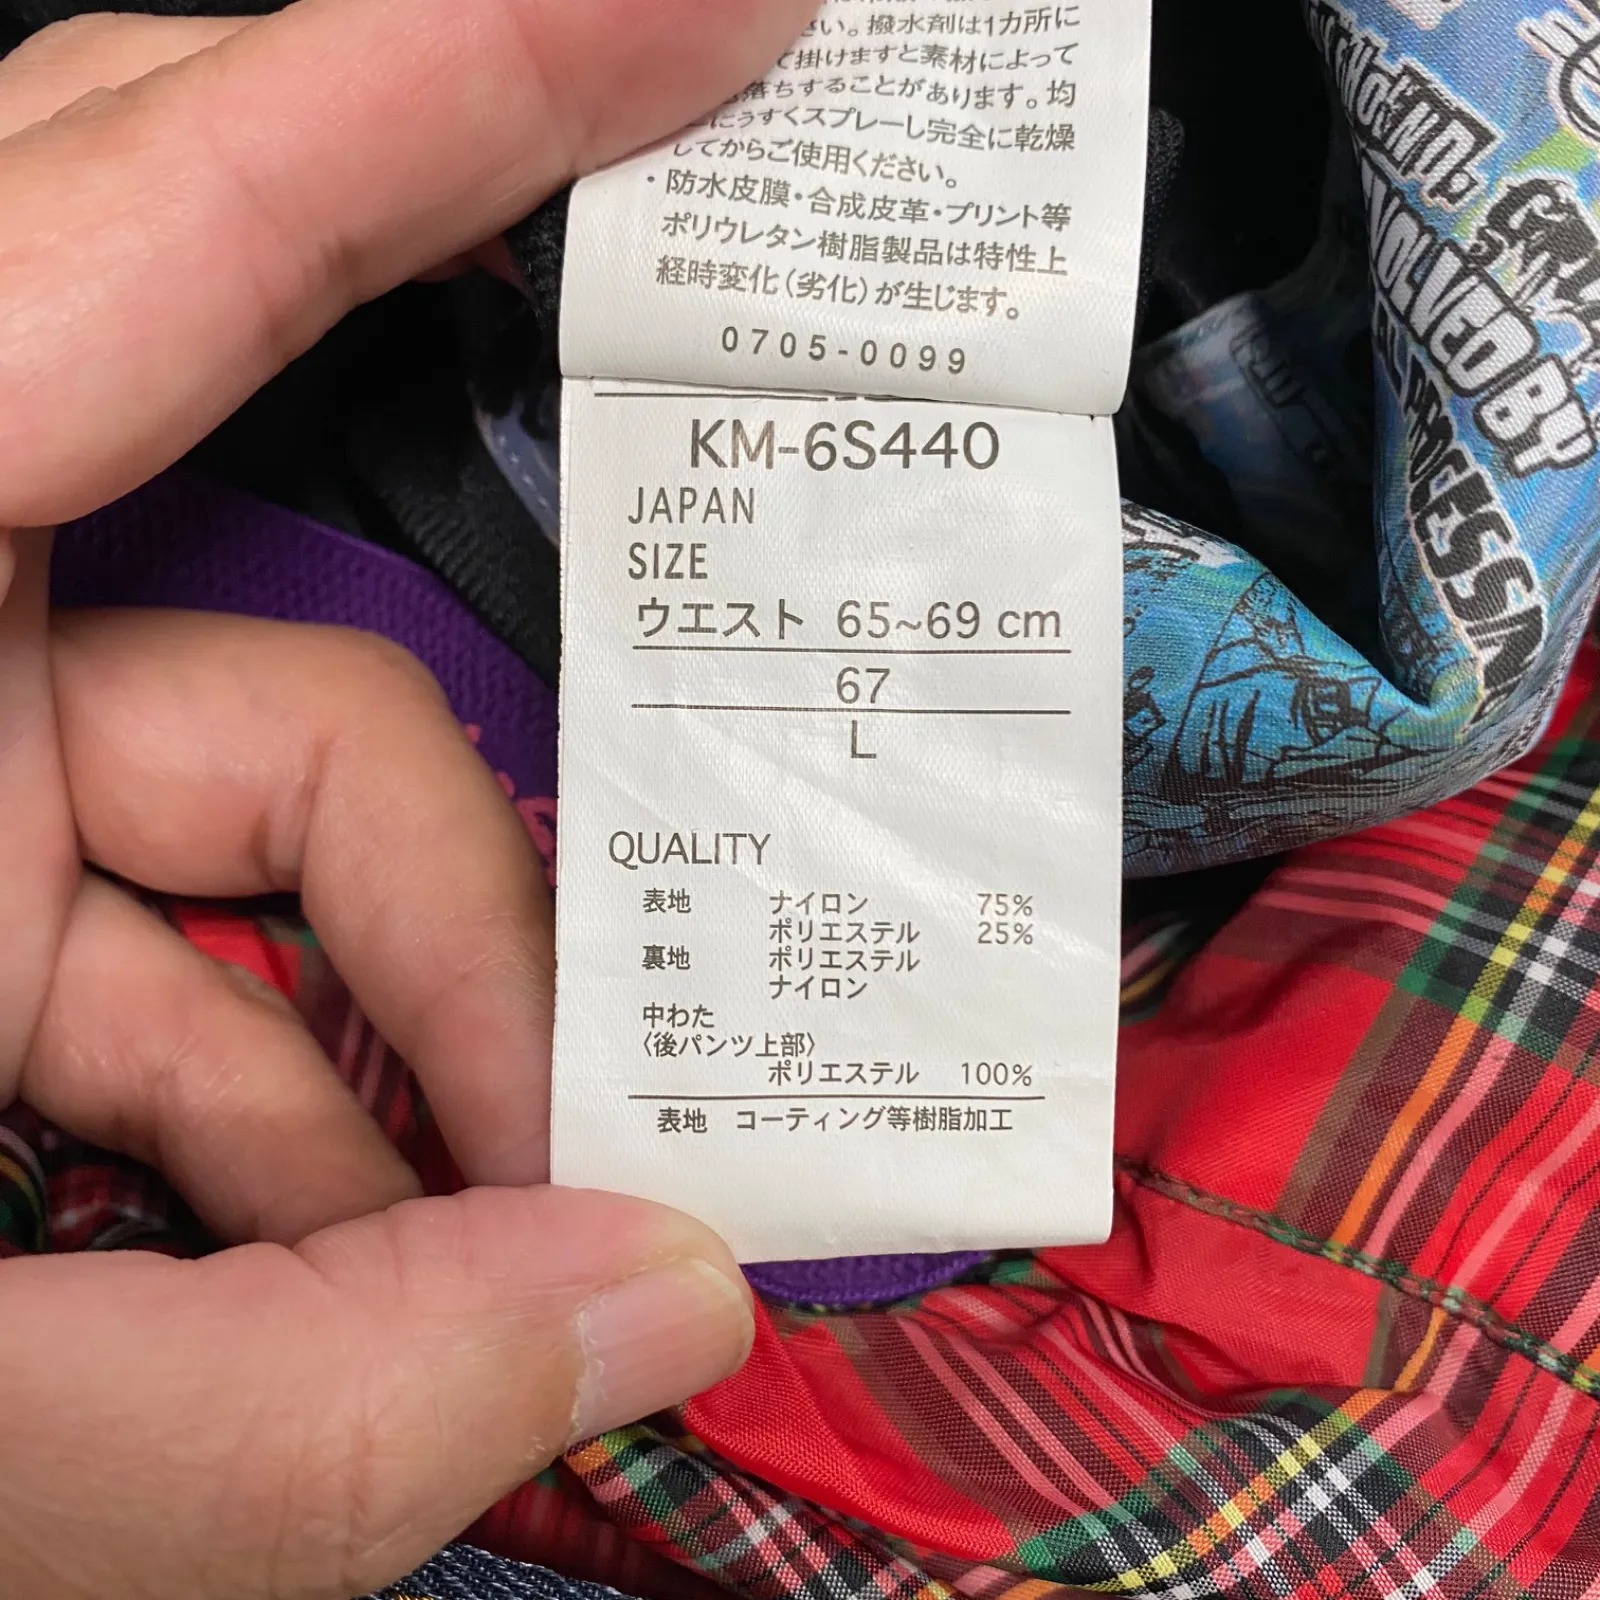 い。撥水剤は1カ所に
掛けますと素材によって
落ちすることがあります。均
にうすくスプレーし完全に乾燥
してからご使用ください。
・防水皮膜・合成皮革・プリント等
ポリウレタン樹脂製品は特性上
経時変化(劣化)が生じます。
0705-0099
KM-6S440
JAPAN
SIZE
ウエスト 65~69 cm
67
L
QUALITY
表地 ナイロン 75%
ポリエステル 25%
裏地 ポリエステル
ナイロン
中わた
〈後パンツ上部〉
ポリエステル 100%
表地 コーティング等樹脂加工
INVOLVED BY